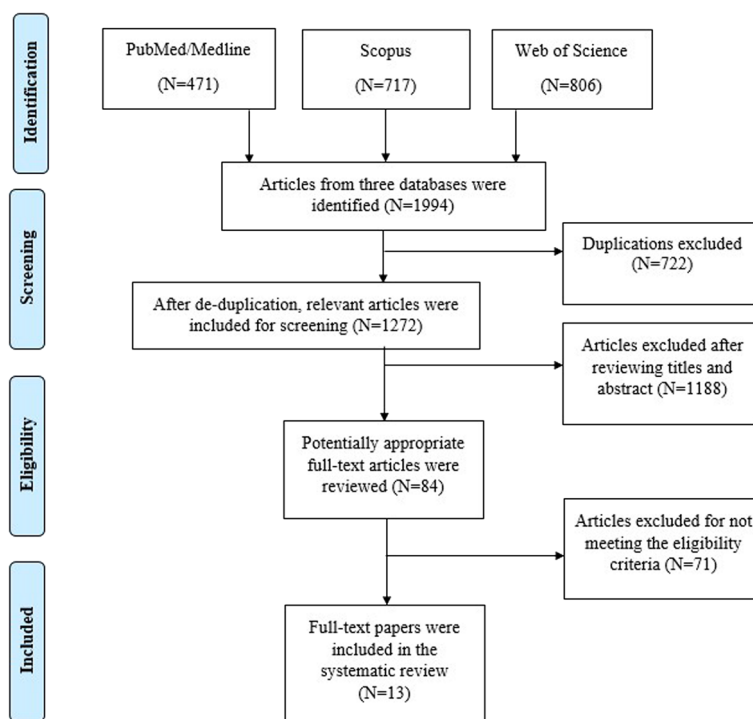 Identification
PubMed/Medline
(N=471)
Scopus
(N=717)
Web of Science
(N=806)
Articles from three databases were
identified (N=1994)
Screening
Duplications excluded
(N=722)
After de-duplication, relevant articles were
included for screening (N=1272)
Articles excluded after
reviewing titles and
abstract (N=1188)
Eligibility
Potentially appropriate
full-text articles were
reviewed (N=84)
Articles excluded for not
meeting the eligibility
criteria (N=71)
Included
Full-text papers were
included in the
systematic review
(N=13)